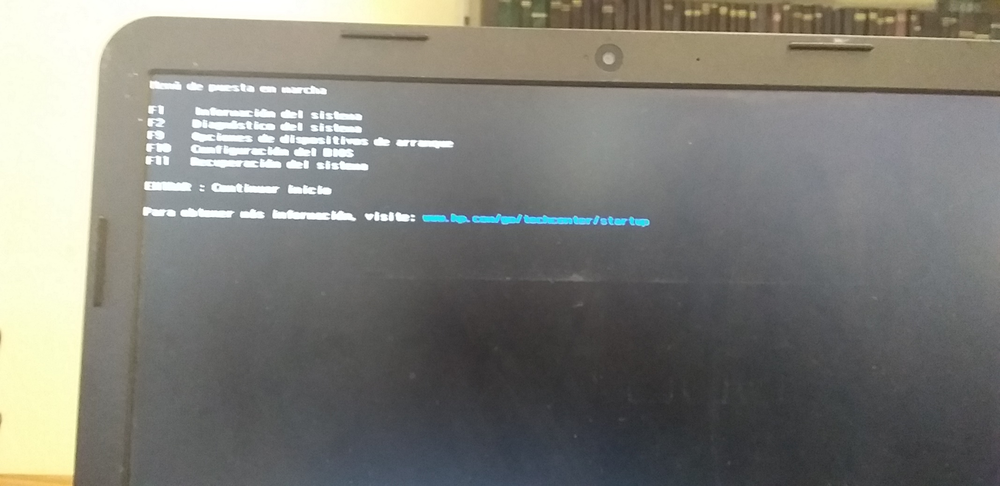 Menú de puesta en marcha
F1 Información del sistema
F2 Diagnóstico del sistema
F9 Opciones de dispositivos de arranque
F10 Configuración del BIOS
F11 Recuperación del sistema
ENTRAR : Continuar inicio
Para obtener más información, visite: www.hp.com/go/techcenter/startup